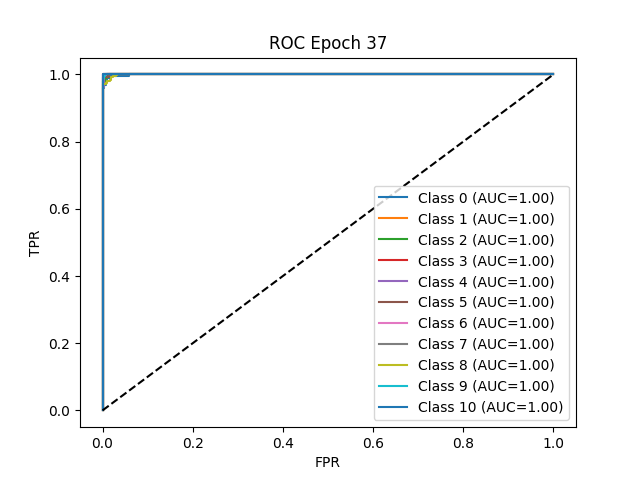 ROC Epoch 37
1.0
0.8
0.6
0.4
0.2
0.0
TPR
Class 0 (AUC=1.00)
Class 1 (AUC=1.00)
Class 2 (AUC=1.00)
Class 3 (AUC=1.00)
Class 4 (AUC=1.00)
Class 5 (AUC=1.00)
Class 6 (AUC=1.00)
Class 7 (AUC=1.00)
Class 8 (AUC=1.00)
Class 9 (AUC=1.00)
Class 10 (AUC=1.00)
0.0 0.2 0.4 0.6 0.8 1.0
FPR